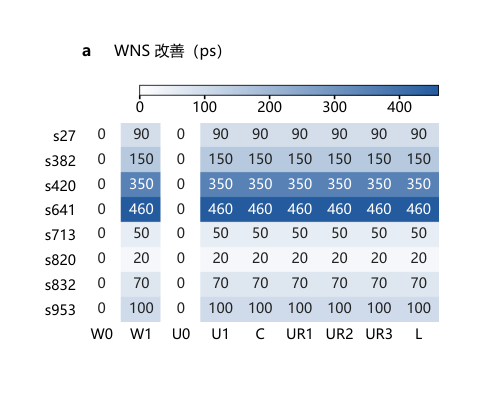 a WNS 改善（ps）
0 100 200 300 400
s27 0 90 0 90 90 90 90 90 90
s382 0 150 0 150 150 150 150 150 150
s420 0 350 0 350 350 350 350 350 350
s641 0 460 0 460 460 460 460 460 460
s713 0 50 0 50 50 50 50 50 50
s820 0 20 0 20 20 20 20 20 20
s832 0 70 0 70 70 70 70 70 70
s953 0 100 0 100 100 100 100 100 100
W0 W1 U0 U1 C UR1 UR2 UR3 L